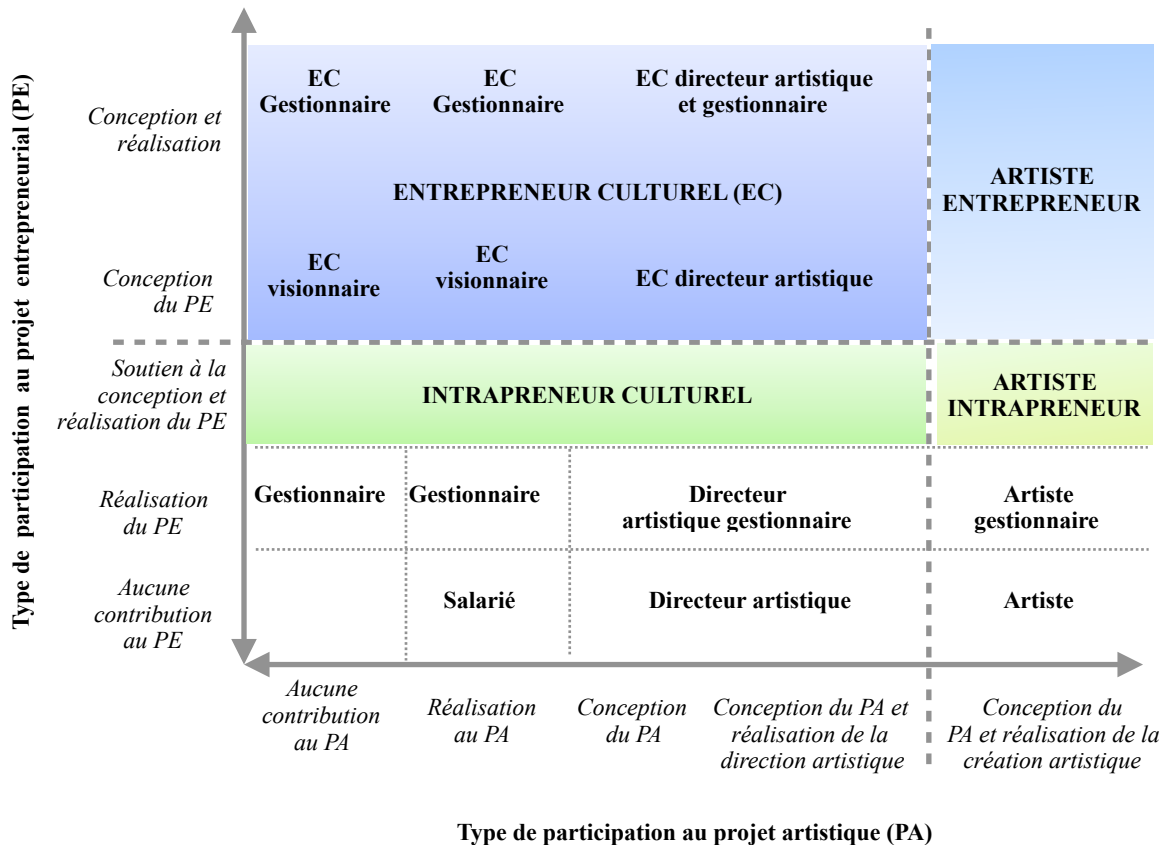 Type de participation au projet entrepreneurial (PE)
Conception et
réalisation
EC
Gestionnaire
EC
Gestionnaire
EC directeur artistique
et gestionnaire
ENTREPRENEUR CULTUREL (EC)
ARTISTE
ENTREPRENEUR
Conception
du PE
EC
visionnaire
EC
visionnaire
EC directeur artistique
Soutien à la
conception et
réalisation du PE
INTRAPRENEUR CULTUREL
ARTISTE
INTRAPRENEUR
Réalisation
du PE
Gestionnaire
Gestionnaire
Directeur
artistique gestionnaire
Artiste
gestionnaire
Aucune
contribution
au PE
Salarié
Directeur artistique
Artiste
Aucune
contribution
au PA
Réalisation
au PA
Conception
du PA
Conception du PA et
réalisation de la
direction artistique
Conception du
PA et réalisation de la
création artistique
Type de participation au projet artistique (PA)